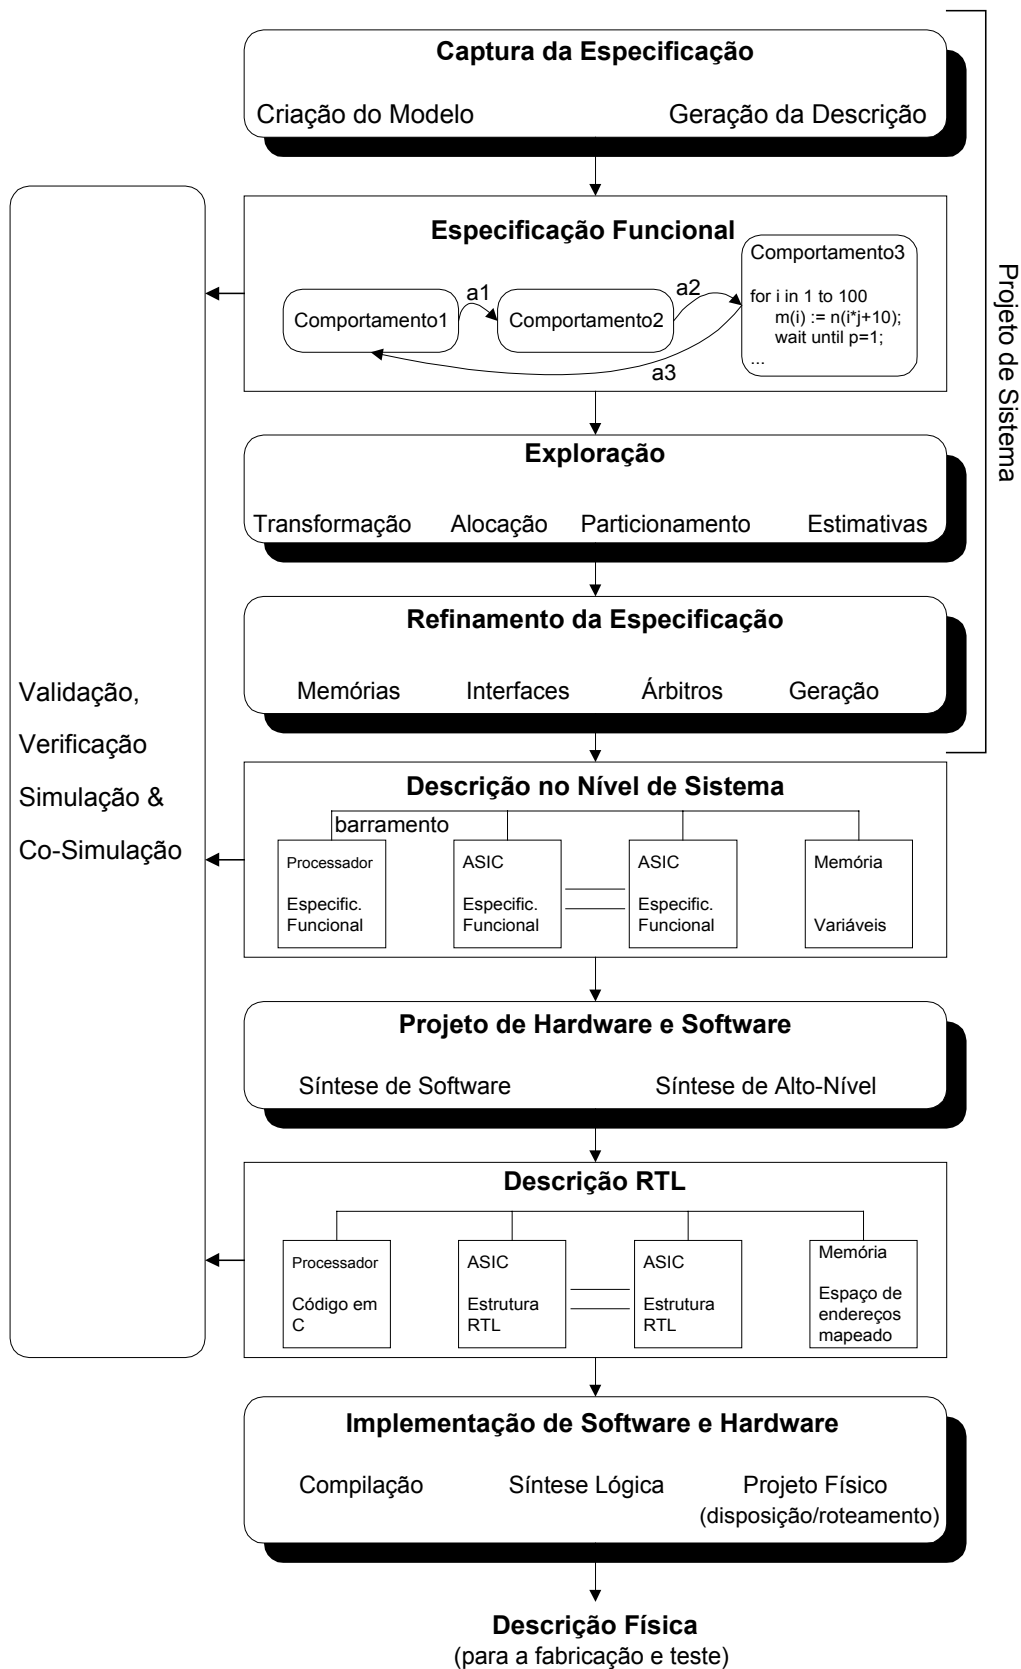 Captura da Especificação
Criação do Modelo
Geração da Descrição
Especificação Funcional
Comportamento1
a1
Comportamento2
a2
Comportamento3
for i in 1 to 100
m(i) := n(i*j+10);
wait until p=1;
...
a3
Exploração
Transformação
Alocação
Particionamento
Estimativas
Refinamento da Especificação
Memórias
Interfaces
Árbitros
Geração
Projeto de Sistema
Validação,
Verificação
Simulação &
Co-Simulação
Descrição no Nível de Sistema
barramento
Processador
Especific.
Funcional
ASIC
Especific.
Funcional
ASIC
Especific.
Funcional
Memória
Variáveis
Projeto de Hardware e Software
Síntese de Software
Síntese de Alto-Nível
Descrição RTL
Processador
Código em
C
ASIC
Estrutura
RTL
ASIC
Estrutura
RTL
Memória
Espaço de
endereços
mapeado
Implementação de Software e Hardware
Compilação
Síntese Lógica
Projeto Físico
(disposição/roteamento)
Descrição Física
(para a fabricação e teste)